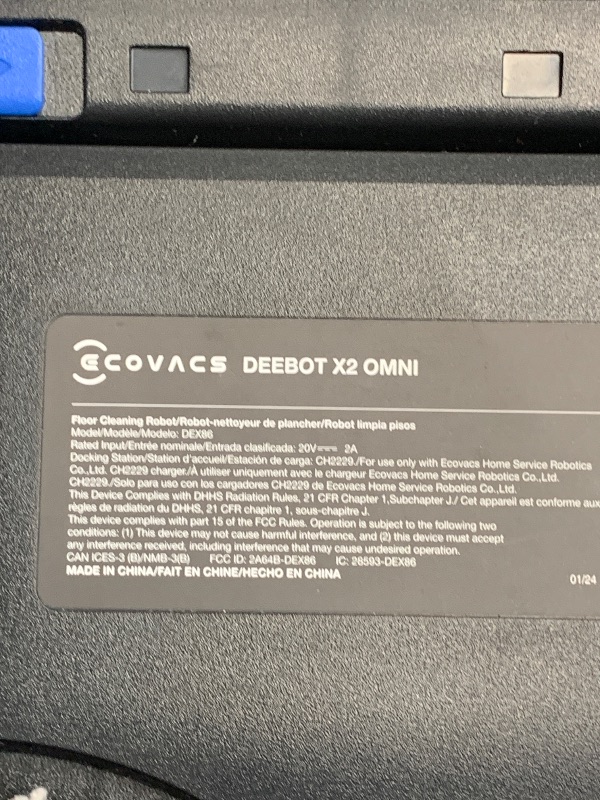 ECOVACS DEEBOT X2 OMNI
Floor Cleaning Robot/Robot-nettoyeur de plancher/Robot limpia pisos
Model/Modèle/Modelo: DEX86
Rated Input/Entrée nominale/Entrada clasificada: 20V⎓ 2A
Docking Station/Station d'accueil/Estación de carga: CH2229./For use only with Ecovacs Home Service Robotics
Co.,Ltd. CH2229 charger./À utiliser uniquement avec le chargeur Ecovacs Home Service Robotics Co.,Ltd.
CH2229./Solo para uso con los cargadores CH2229 de Ecovacs Home Service Robotics Co.,Ltd.
This Device Complies with DHHS Radiation Rules, 21 CFR Chapter 1,Subchapter J./ Cet appareil est conforme aux
règles de radiation du DHHS, 21 CFR chapitre 1, sous-chapitre J.
This device complies with part 15 of the FCC Rules. Operation is subject to the following two
conditions: (1) This device may not cause harmful interference, and (2) this device must accept
any interference received, including interference that may cause undesired operation.
CAN ICES-3 (B)/NMB-3(B) FCC ID: 2A64B-DEX86 IC: 28593-DEX86
MADE IN CHINA/FAIT EN CHINE/HECHO EN CHINA
01/24